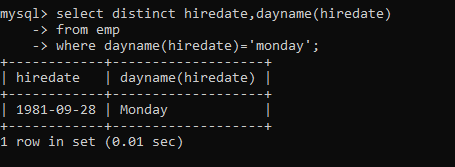 mysql> select distinct hiredate,dayname(hiredate)
    -> from emp
    -> where dayname(hiredate)='monday';
+------------+-------------------+
| hiredate   | dayname(hiredate) |
+------------+-------------------+
| 1981-09-28 | Monday            |
+------------+-------------------+
1 row in set (0.01 sec)